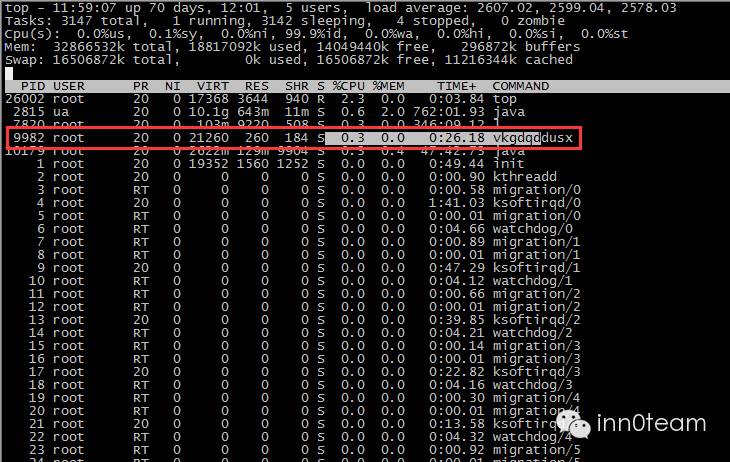 top - 11:59:07 up 70 days, 12:01,  5 users,  load average: 2607.02, 2599.04, 2578.03
Tasks: 3147 total,   1 running, 3142 sleeping,   4 stopped,   0 zombie
Cpu(s):  0.0%us,  0.1%sy,  0.0%ni, 99.9%id,  0.0%wa,  0.0%hi,  0.0%si,  0.0%st
Mem:  32866532k total, 18817092k used, 14049440k free,   296872k buffers
Swap: 16506872k total,        0k used, 16506872k free, 11216344k cached
PID USER      PR  NI  VIRT  RES  SHR S %CPU %MEM    TIME+  COMMAND
26002 root      20   0 17368 3644  940 R  2.3  0.0   0:03.84 top
2815 ua        20   0 10.1g 643m  11m S  0.6  2.0 762:01.93 java
7820 root      20   0  103m 9220  508 S  0.3  0.0 346:09.12 l
9982 root      20   0 21260  260  184 S  0.3  0.0   0:26.18 vkgdqddusx
10179 root      20   0 2622m 129m 9904 S  0.3  0.4  47:42.73 java
1 root      20   0 19352 1560 1252 S  0.0  0.0   0:49.44 init
2 root      20   0     0    0    0 S  0.0  0.0   0:00.90 kthreadd
3 root      RT   0     0    0    0 S  0.0  0.0   0:00.58 migration/0
4 root      20   0     0    0    0 S  0.0  0.0   1:41.03 ksoftirqd/0
5 root      RT   0     0    0    0 S  0.0  0.0   0:00.01 migration/0
6 root      RT   0     0    0    0 S  0.0  0.0   0:04.66 watchdog/0
7 root      RT   0     0    0    0 S  0.0  0.0   0:00.89 migration/1
8 root      RT   0     0    0    0 S  0.0  0.0   0:00.01 migration/1
9 root      20   0     0    0    0 S  0.0  0.0   0:47.29 ksoftirqd/1
10 root      RT   0     0    0    0 S  0.0  0.0   0:04.12 watchdog/1
11 root      RT   0     0    0    0 S  0.0  0.0   0:00.66 migration/2
12 root      RT   0     0    0    0 S  0.0  0.0   0:00.01 migration/2
13 root      20   0     0    0    0 S  0.0  0.0   0:39.85 ksoftirqd/2
14 root      RT   0     0    0    0 S  0.0  0.0   0:04.21 watchdog/2
15 root      RT   0     0    0    0 S  0.0  0.0   0:00.14 migration/3
16 root      RT   0     0    0    0 S  0.0  0.0   0:00.01 migration/3
17 root      20   0     0    0    0 S  0.0  0.0   0:22.82 ksoftirqd/3
18 root      RT   0     0    0    0 S  0.0  0.0   0:04.16 watchdog/3
19 root      RT   0     0    0    0 S  0.0  0.0   0:00.30 migration/4
20 root      RT   0     0    0    0 S  0.0  0.0   0:00.01 migration/4
21 root      20   0     0    0    0 S  0.0  0.0   0:13.58 ksoftirqd/4
22 root      RT   0     0    0    0 S  0.0  0.0   0:04.32 watchdog/4
23 root      RT   0     0    0    0 S  0.0  0.0   0:00.92 migration/5
24 root      RT   0     0    0    0 S  0.0  0.0   0:00.01 migration/5
inn0team